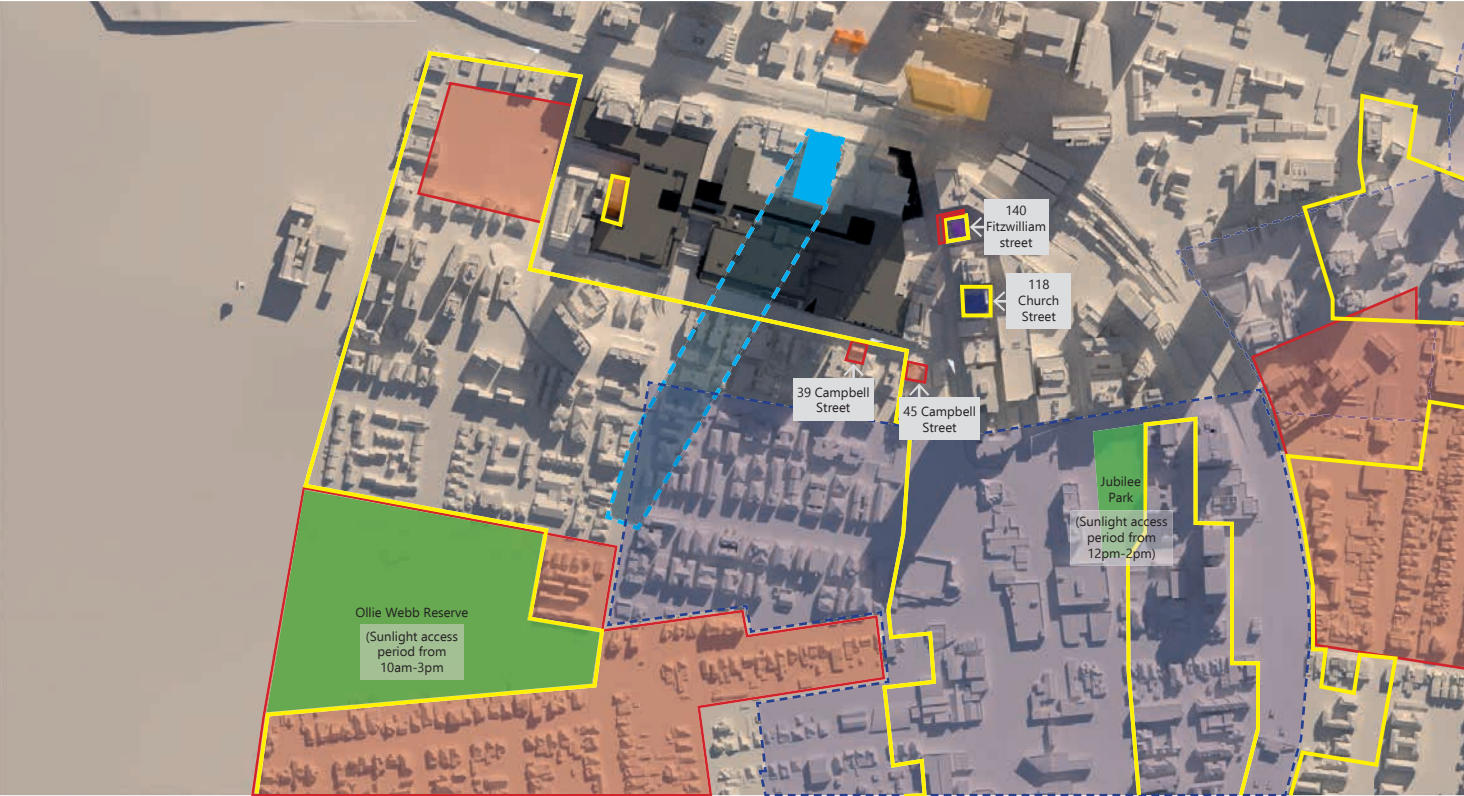 140
Fitzwilliam
street
118
Church
Street
39 Campbell
Street
45 Campbell
Street
Jubilee
Park
(Sunlight access
period from
12pm-2pm)
Ollie Webb Reserve
(Sunlight access
period from
10am-3pm